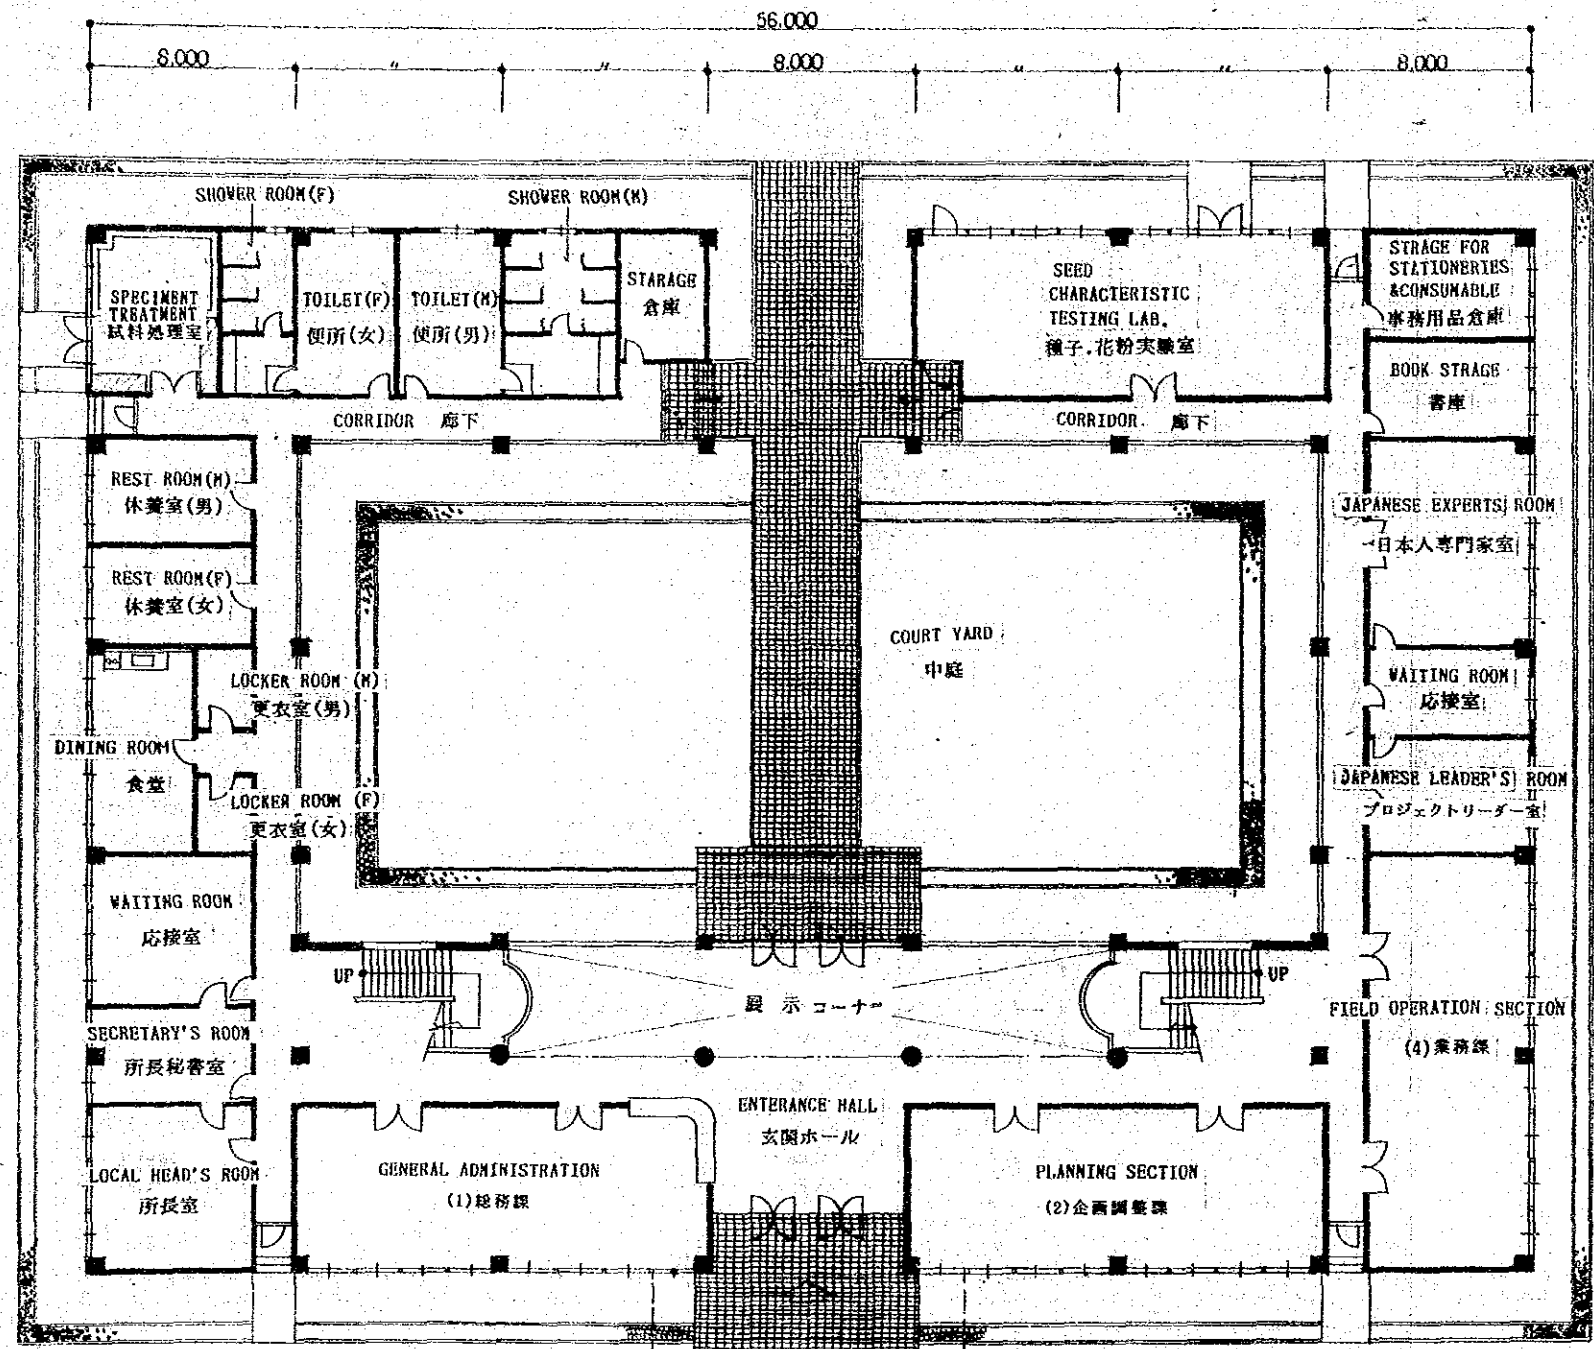 56.000
8.000 〃 〃 8.000 〃 〃 8.000
SHOWER ROOM(F)
SHOWER ROOM(M)
SPECIMENT
TREATMENT
試料処理室
TOILET(F)
便所(女)
TOILET(M)
便所(男)
STARAGE
倉庫
SEED
CHARACTERISTIC
TESTING LAB.
種子.花粉実験室
STRAGE FOR
STATIONERIES
&CONSUMABLE
事務用品倉庫
BOOK STRAGE
書庫
CORRIDOR 廊下
CORRIDOR. 廊下
REST ROOM(M)
休養室(男)
REST ROOM(F)
休養室(女)
JAPANESE EXPERTS ROOM
日本人専門家室
COURT YARD
中庭
LOCKER ROOM (M)
更衣室(男)
WAITING ROOM
応接室
DINING ROOM
食堂
LOCKER ROOM (F)
更衣室(女)
JAPANESE LEADER'S ROOM
プロジェクトリーダー室
WAITING ROOM
応接室
UP
UP
展示コーナー
SECRETARY'S ROOM
所長秘書室
FIELD OPERATION SECTION
(4)業務課
ENTERANCE HALL
玄関ホール
LOCAL HEAD'S ROOM
所長室
GENERAL ADMINISTRATION
(1)総務課
PLANNING SECTION
(2)企画調整課